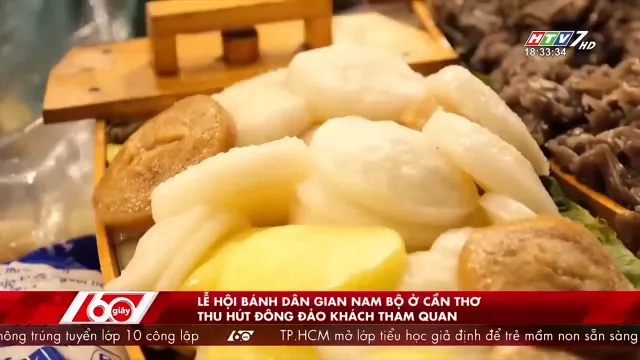 HTV7 HD
18:33:34
LỄ HỘI BÁNH DÂN GIAN NAM BỘ Ở CẦN THƠ
THU HÚT ĐÔNG ĐẢO KHÁCH THAM QUAN
60 giây
hông trúng tuyển lớp 10 công lập TP.HCM mở lớp tiểu học giả định để trẻ mầm non sẵn sàng